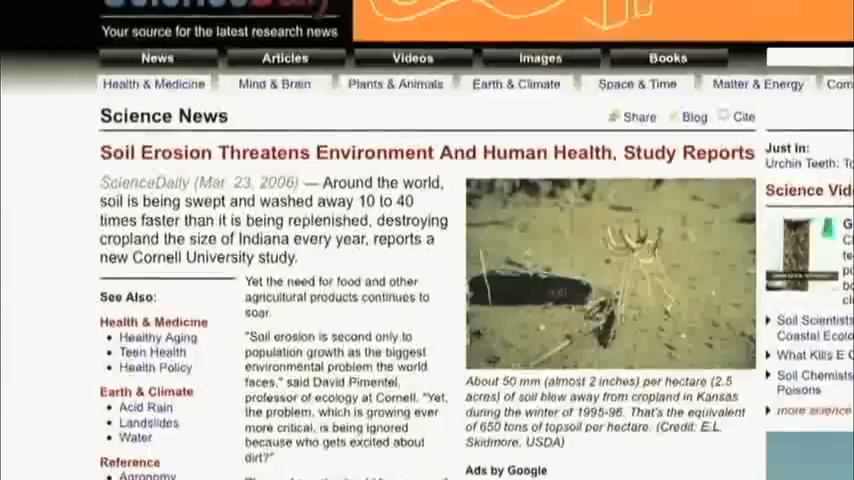 ScienceDaily
Your source for the latest research news
News
Articles
Videos
Images
Books
Health & Medicine
Mind & Brain
Plants & Animals
Earth & Climate
Space & Time
Matter & Energy
Com
Science News
Share
Blog
Cite
Soil Erosion Threatens Environment And Human Health, Study Reports
ScienceDaily (Mar. 23, 2006) — Around the world,
soil is being swept and washed away 10 to 40
times faster than it is being replenished, destroying
cropland the size of Indiana every year, reports a
new Cornell University study.
See Also:
Health & Medicine
• Healthy Aging
• Teen Health
• Health Policy
Earth & Climate
• Acid Rain
• Landslides
• Water
Reference
• Agronomy
Yet the need for food and other
agricultural products continues to
soar.
"Soil erosion is second only to
population growth as the biggest
environmental problem the world
faces," said David Pimentel,
professor of ecology at Cornell. "Yet,
the problem, which is growing ever
more critical, is being ignored
because who gets excited about
dirt?"
About 50 mm (almost 2 inches) per hectare (2.5
acres) of soil blew away from cropland in Kansas
during the winter of 1995-96. That's the equivalent
of 650 tons of topsoil per hectare. (Credit: E.L.
Skidmore, USDA)
Ads by Google
Just In:
Urchin Teeth: To
Science Vide
Soil Scientists
Coastal Ecolo
What Kills E C
Soil Chemists
Poisons
more science